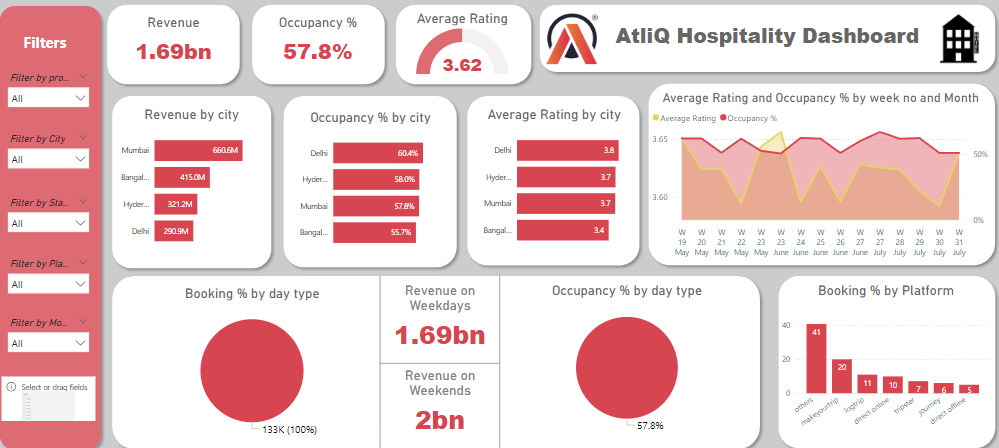 Filters
Filter by pro...
All
Filter by City
All
Filter by Sta...
All
Filter by Pla...
All
Filter by Mo...
All
Select or drag fields
Revenue
1.69bn
Occupancy %
57.8%
Average Rating
3.62
AtliQ Hospitality Dashboard
Revenue by city
Mumbai 660.6M
Bangal... 415.0M
Hyder... 321.2M
Delhi 290.9M
Occupancy % by city
Delhi 60.4%
Hyder... 58.0%
Mumbai 57.8%
Bangal... 55.7%
Average Rating by city
Delhi 3.8
Hyder... 3.7
Mumbai 3.7
Bangal... 3.4
Average Rating and Occupancy % by week no and Month
Average Rating Occupancy %
3.65
50%
3.60
0%
W W W W W W W W W W W W W W W
19 20 21 22 23 23 24 25 26 27 27 28 29 30 31
May May May May May June June June June June July July July July July
Booking % by day type
133K (100%)
Revenue on
Weekdays
1.69bn
Revenue on
Weekends
2bn
Occupancy % by day type
57.8%
Booking % by Platform
40
20
0
41 20 11 10 7 6 5
others makeyourtrip logtrip direct online tripster journey direct offline